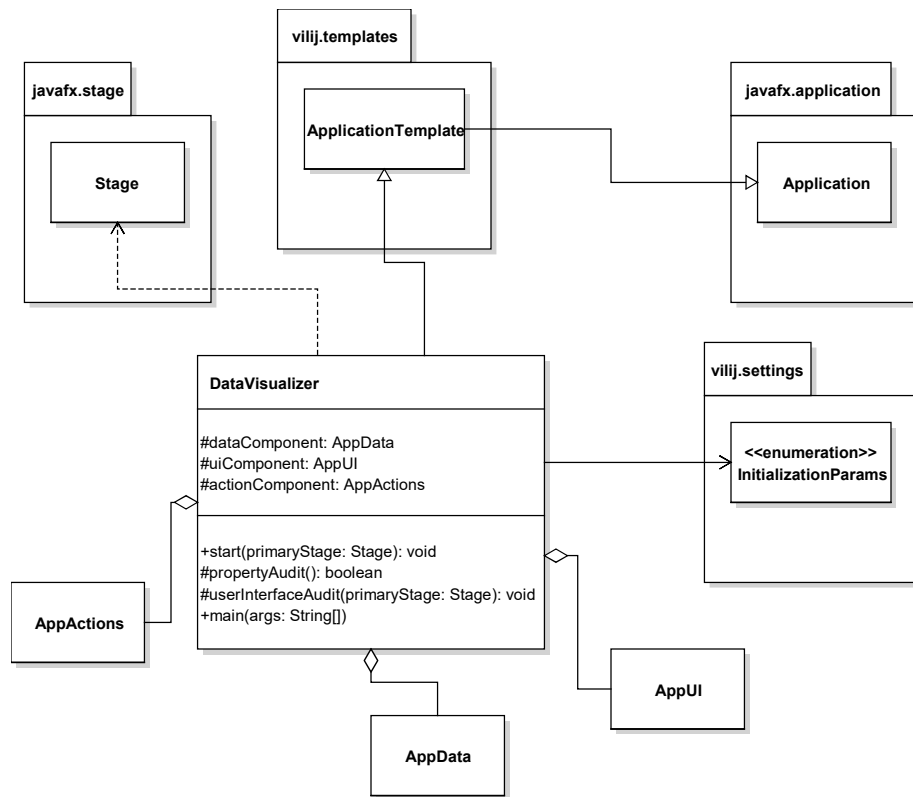 vilij.templates
javafx.stage
javafx.application
ApplicationTemplate
Stage
Application
vilij.settings
DataVisualizer
<<enumeration>>
InitializationParams
#dataComponent: AppData
#uiComponent: AppUI
#actionComponent: AppActions
+start(primaryStage: Stage): void
#propertyAudit(): boolean
#userInterfaceAudit(primaryStage: Stage): void
+main(args: String[])
AppActions
AppUI
AppData